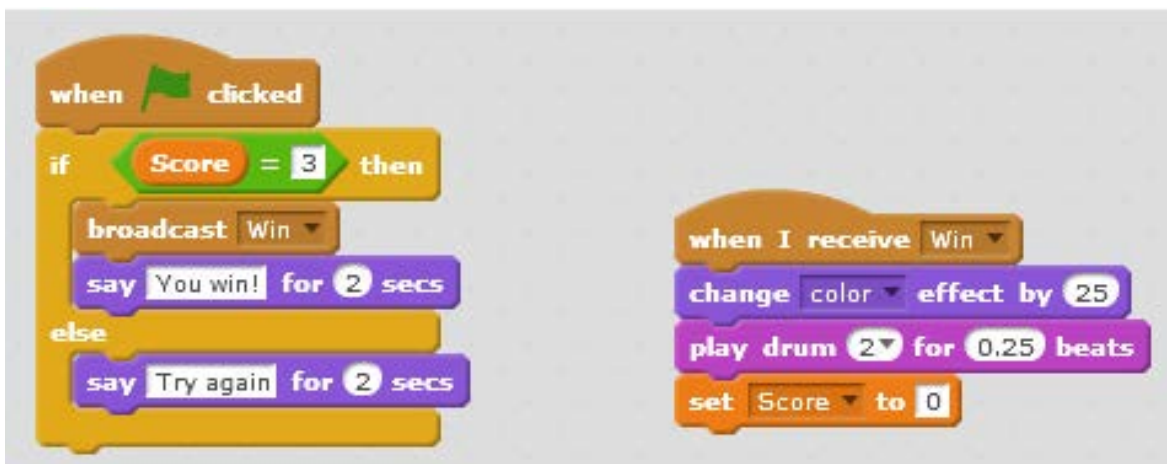 when clicked
if Score = 3 then
broadcast Win
say You win! for 2 secs
else
say Try again for 2 secs
when I receive Win
change color effect by 25
play drum 2 for 0.25 beats
set Score to 0